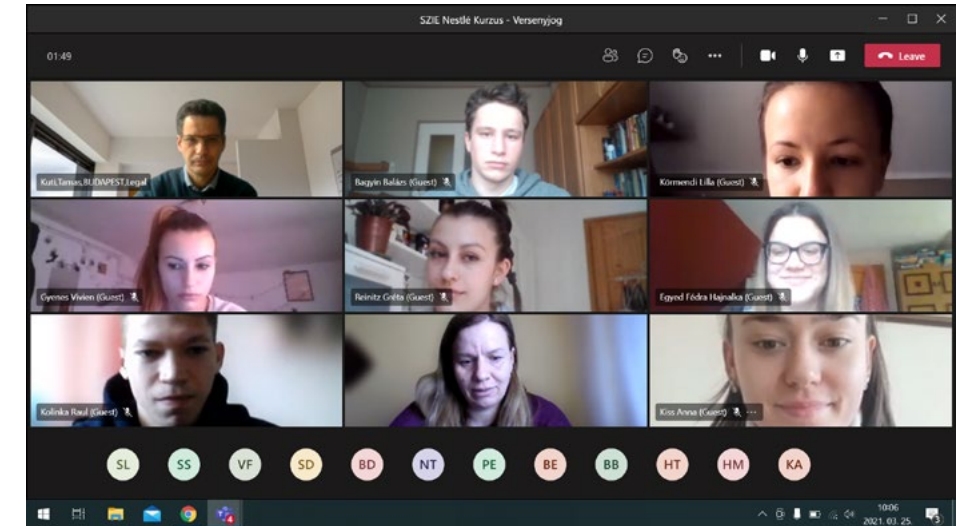 SZIE Nestlé Kurzus - Versenyjog
01:49
Leave
Kuti,Tamas,BUDAPEST,Legal
Bagyin Balázs (Guest)
Körmendi Lilla (Guest)
Gyenes Vivien (Guest)
Reinitz Gréta (Guest)
Egyed Fédra Hajnalka (Guest)
Kolinka Raul (Guest)
Kiss Anna (Guest)
SL SS VF SD BD NT PE BE BB HT HM KA
4
10:06
2021. 03. 25.
3